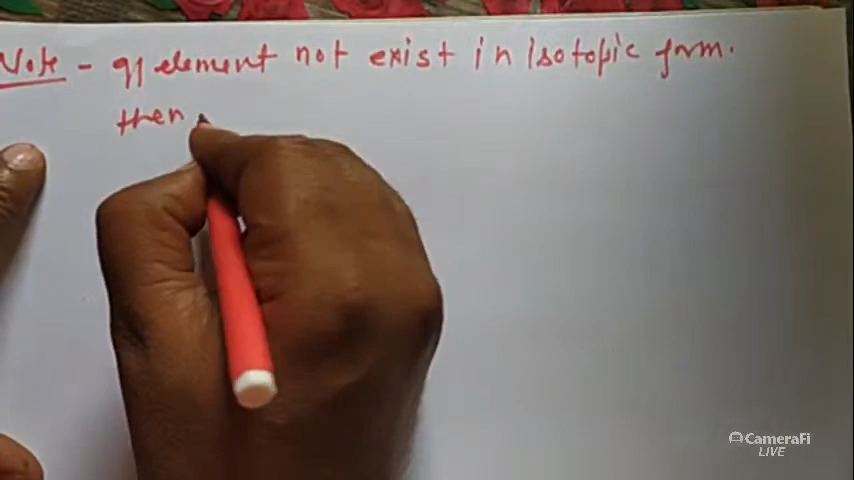 Note - If element not exist in isotopic form.
then
CameraFi
LIVE